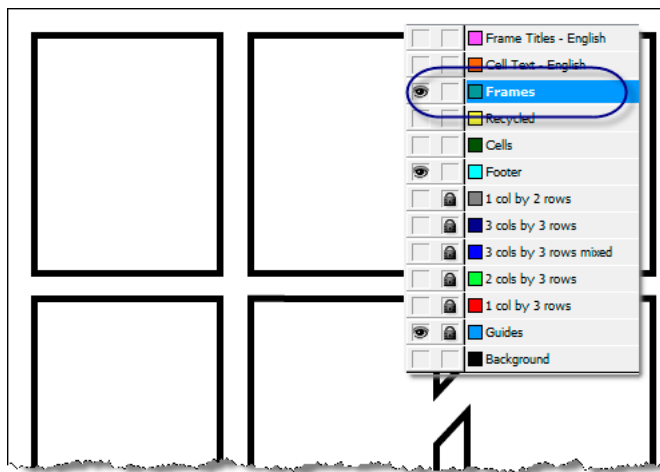 Frame Titles - English
Cell Text - English
Frames
Recycled
Cells
Footer
1 col by 2 rows
3 cols by 3 rows
3 cols by 3 rows mixed
2 cols by 3 rows
1 col by 3 rows
Guides
Background